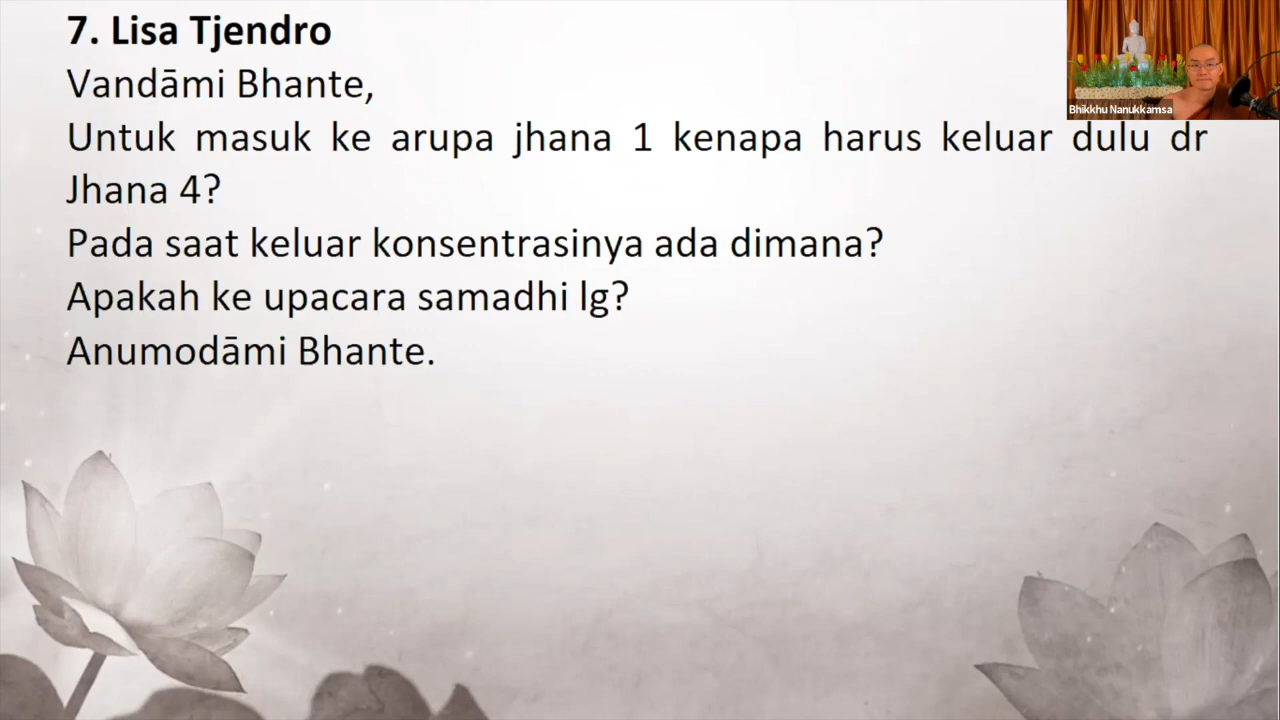 7. Lisa Tjendro
Vandāmi Bhante,
Untuk masuk ke arupa jhana 1 kenapa harus keluar dulu dr
Jhana 4?
Pada saat keluar konsentrasinya ada dimana?
Apakah ke upacara samadhi lg?
Anumodāmi Bhante.
Bhikkhu Nanukkamsa